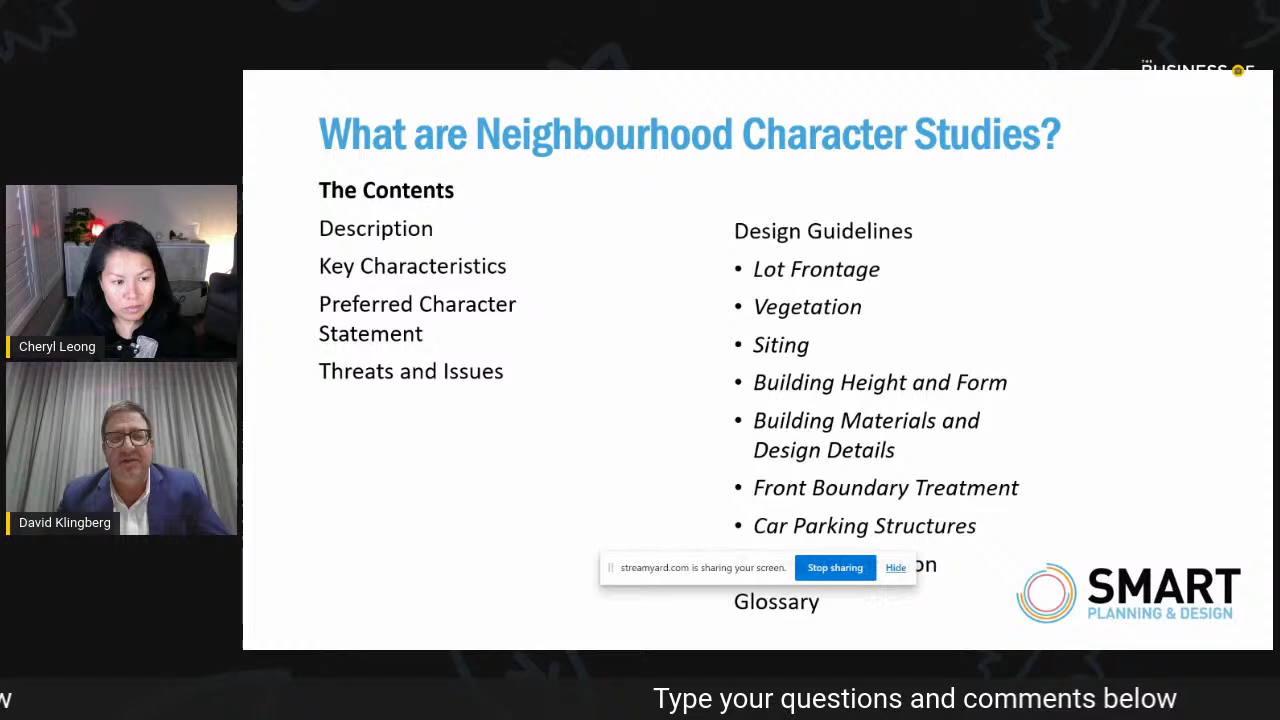 THE
BUSINESS OF
What are Neighbourhood Character Studies?
The Contents
Description
Key Characteristics
Preferred Character
Statement
Threats and Issues
Design Guidelines
• Lot Frontage
• Vegetation
• Siting
• Building Height and Form
• Building Materials and
Design Details
• Front Boundary Treatment
• Car Parking Structures
on
Glossary
streamyard.com is sharing your screen.
Stop sharing
Hide
SMART
PLANNING & DESIGN
Cheryl Leong
David Klingberg
w
Type your questions and comments below